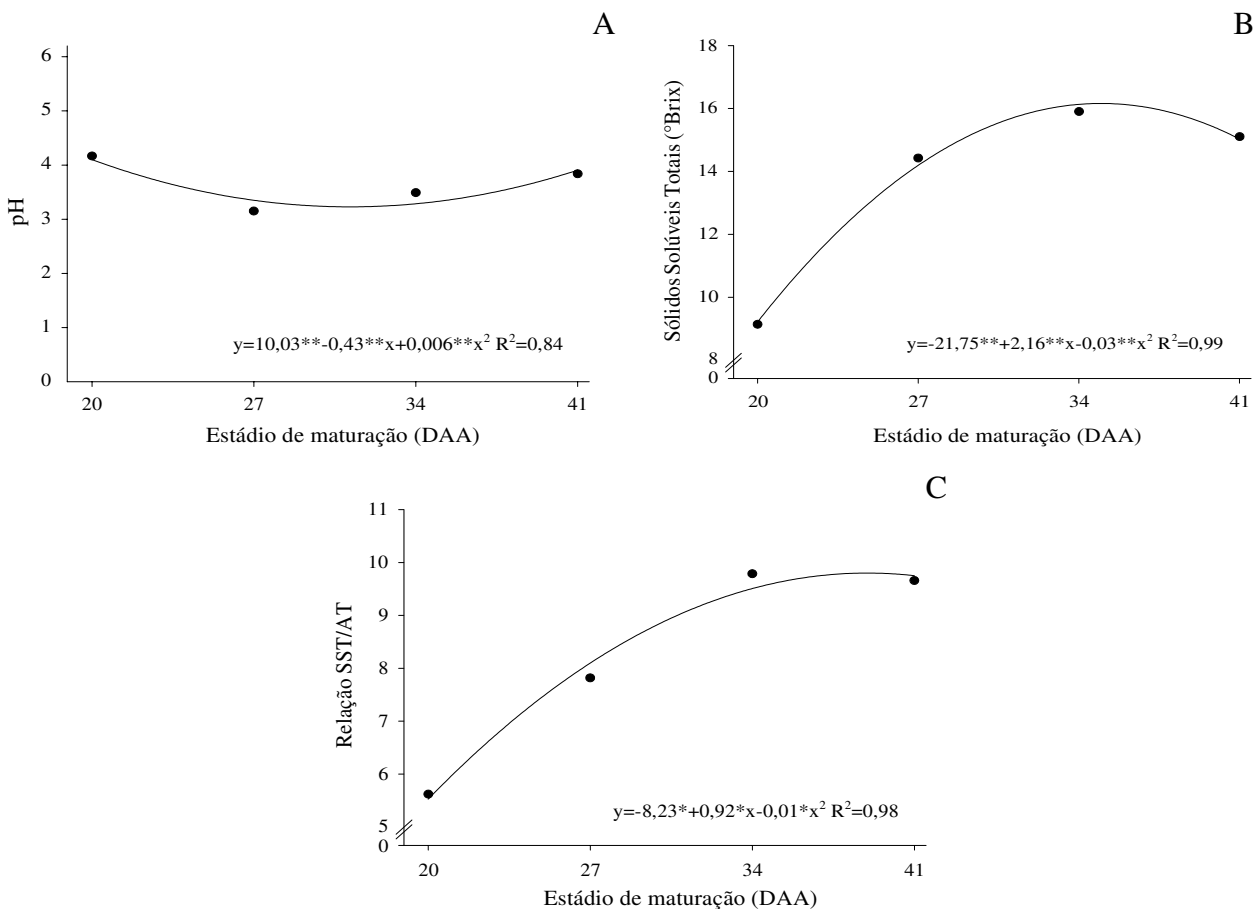 A
6
5
4
3
2
1
0
pH
y=10,03**-0,43**x+0,006**x² R²=0,84
20 27 34 41
Estádio de maturação (DAA)
B
18
16
14
12
10
8
0
Sólidos Solúveis Totais (°Brix)
y=-21,75**+2,16**x-0,03**x² R²=0,99
20 27 34 41
Estádio de maturação (DAA)
C
11
10
9
8
7
6
5
0
Relação SST/AT
y=-8,23*+0,92*x-0,01*x² R²=0,98
20 27 34 41
Estádio de maturação (DAA)